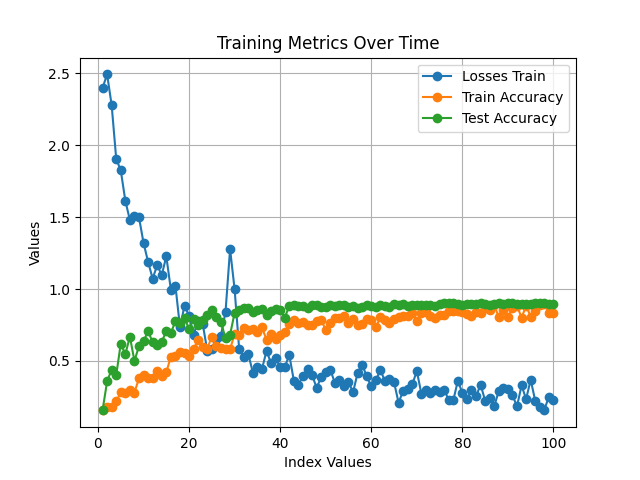 Training Metrics Over Time
Losses Train
Train Accuracy
Test Accuracy
Values
2.5
2.0
1.5
1.0
0.5
0 20 40 60 80 100
Index Values